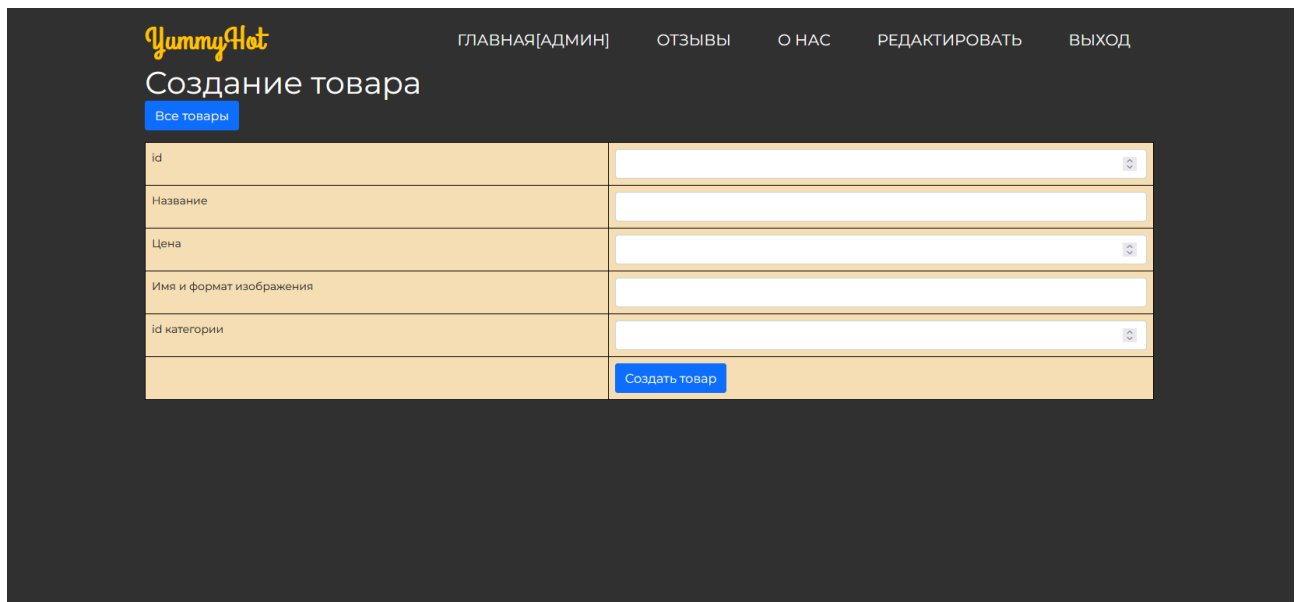 YummyHot ГЛАВНАЯ[АДМИН] ОТЗЫВЫ О НАС РЕДАКТИРОВАТЬ ВЫХОД
Создание товара
Все товары
id
Название
Цена
Имя и формат изображения
id категории
Создать товар